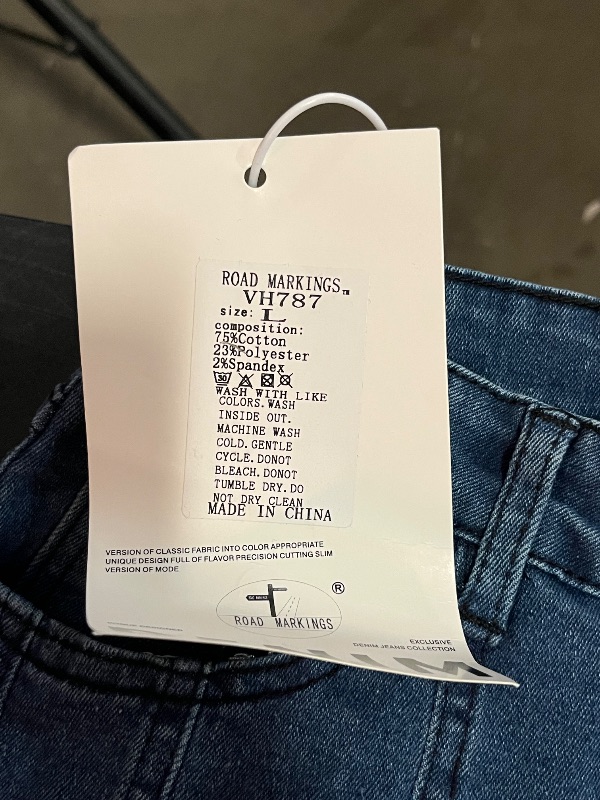 ROAD MARKINGS™
VH787
size: L
composition:
75%Cotton
23%Polyester
2%Spandex
30
WASH WITH LIKE
COLORS. WASH
INSIDE OUT.
MACHINE WASH
COLD. GENTLE
CYCLE. DONOT
BLEACH. DONOT
TUMBLE DRY. DO
NOT DRY CLEAN
MADE IN CHINA
VERSION OF CLASSIC FABRIC INTO COLOR APPROPRIATE
UNIQUE DESIGN FULL OF FLAVOR PRECISION CUTTING SLIM
VERSION OF MODE
®
ROAD MARKINGS
EXCLUSIVE
DENIM JEANS COLLECTION